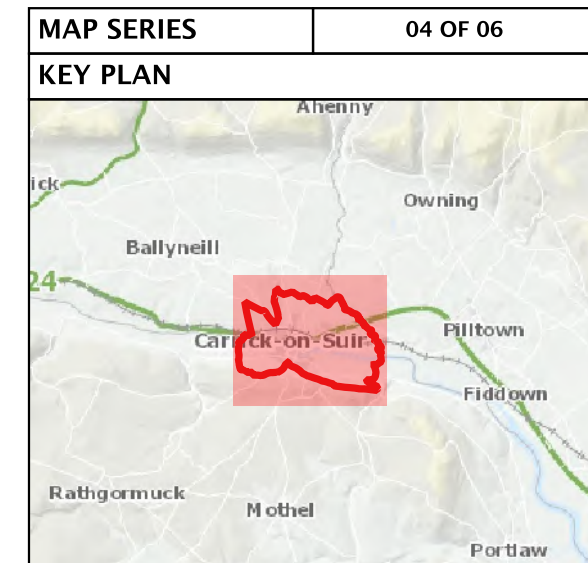 MAP SERIES
04 OF 06
KEY PLAN
Ahenny
ick
Owning
Ballyneill
24
Carrick-on-Suir
Pilltown
Fiddown
Rathgormuck
Mothel
Portlaw